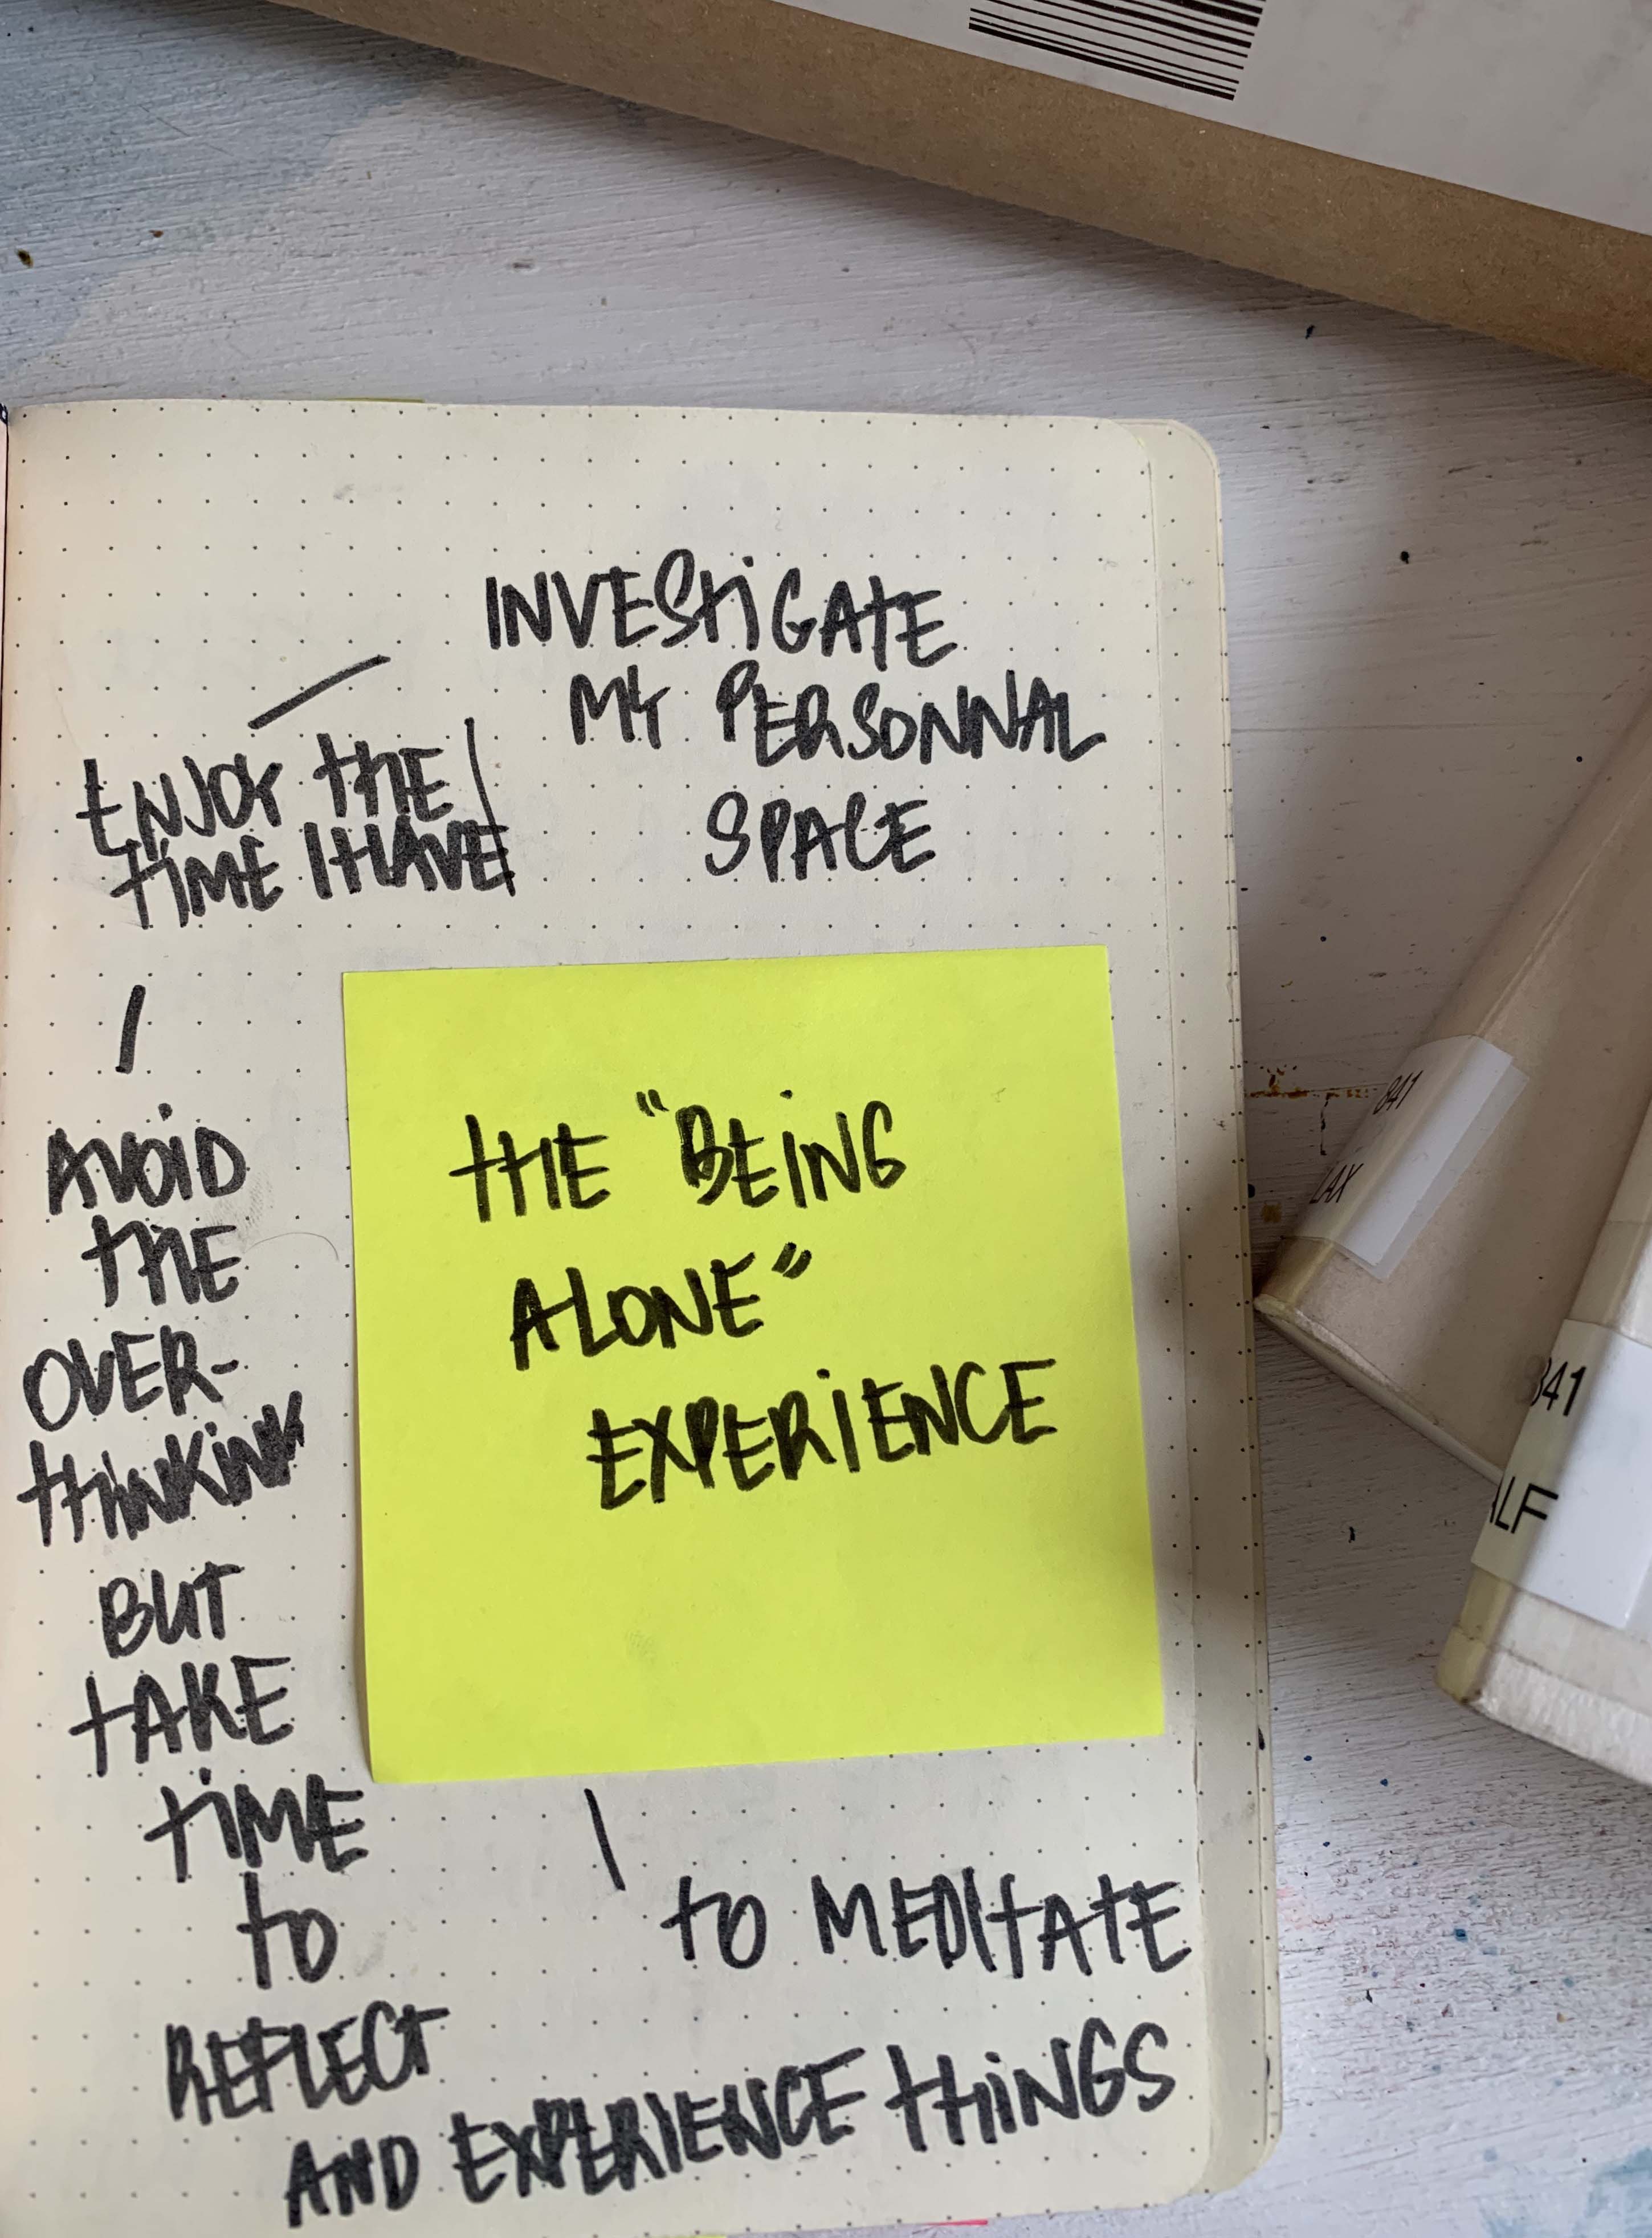 INVEStiGAtE
MY PERSONNAL
SPACE
ENJOY tHE
tiME I HAVE
tHE "BEiNG
ALONE"
EXPERiENCE
AVOiD
tHE
OVER-
tHiNKiNK
BUT
tAKE
tiME
to
REFLECT
AND EXPERIENCE tHiNGS
to MEDItAtE
841
LAX
841
ALF